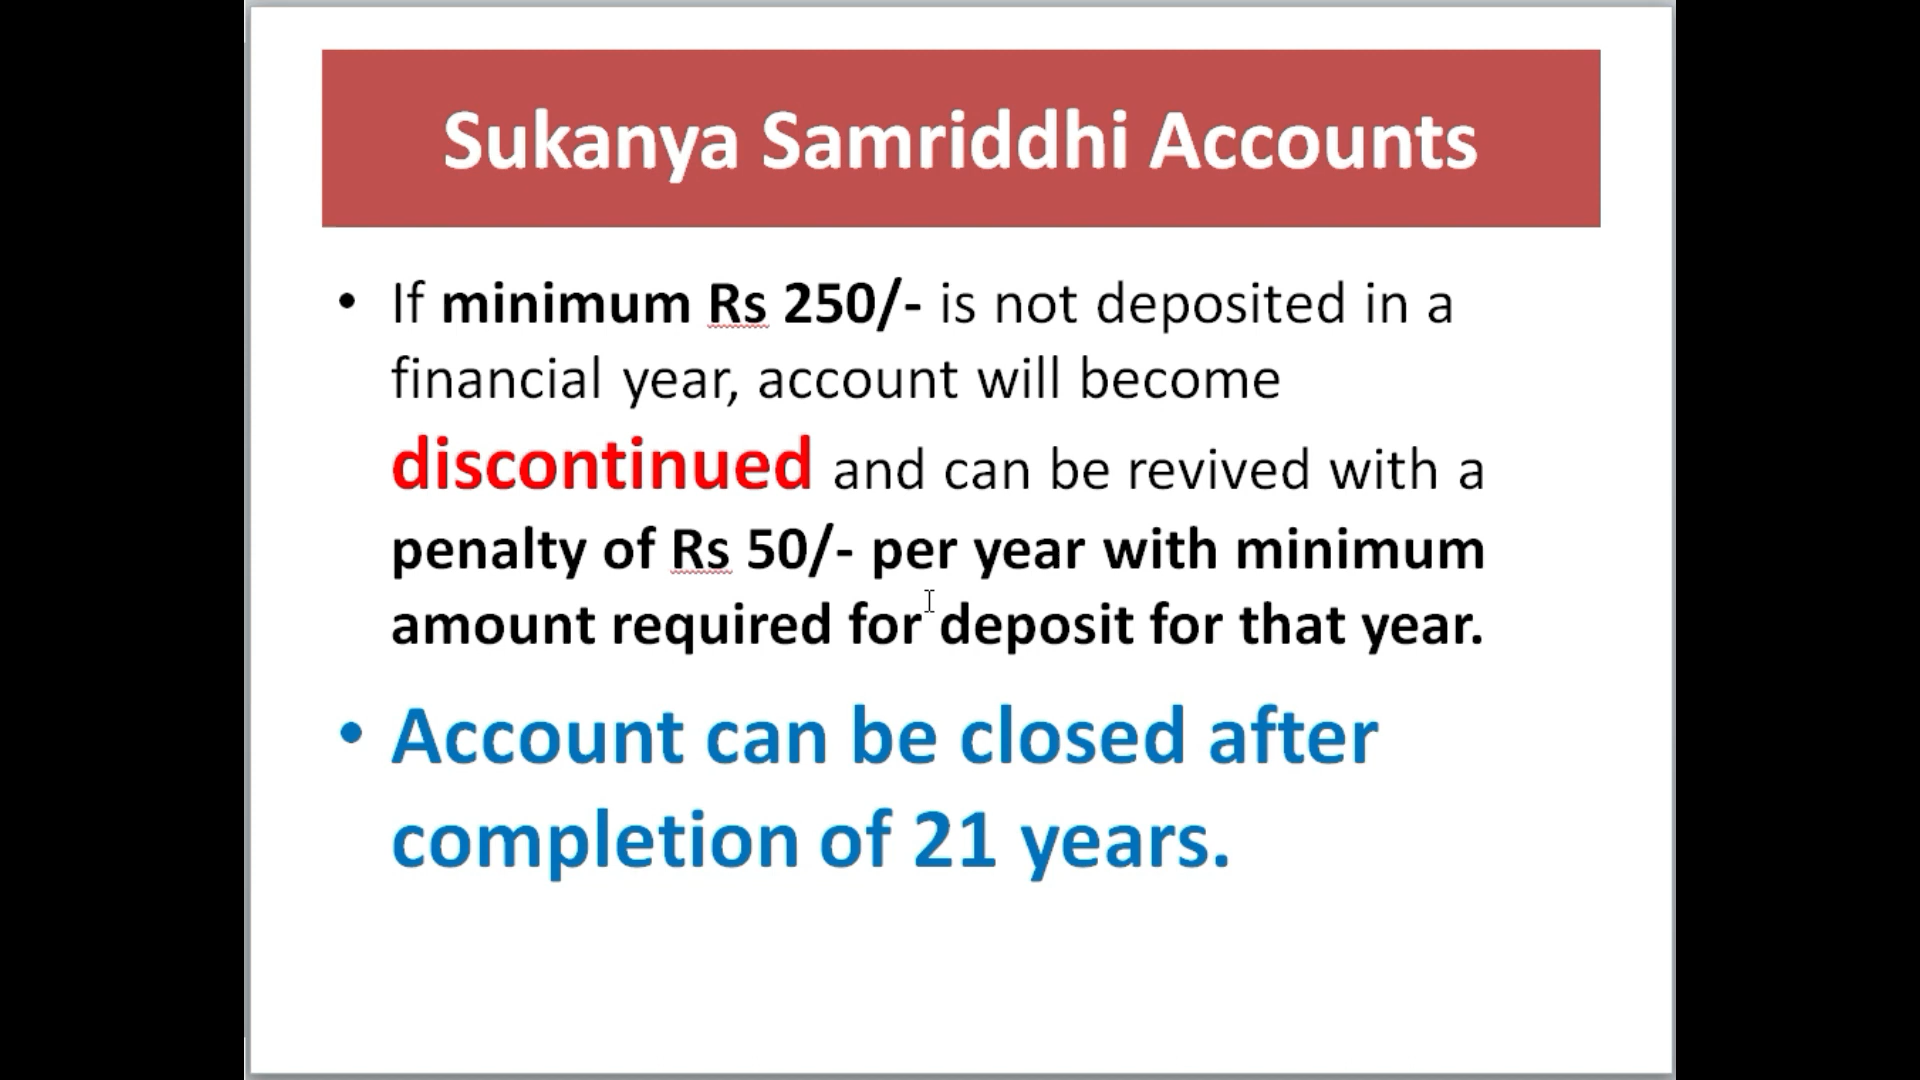 Sukanya Samriddhi Accounts
• If minimum Rs 250/- is not deposited in a
financial year, account will become
discontinued and can be revived with a
penalty of Rs 50/- per year with minimum
amount required for deposit for that year.
• Account can be closed after
completion of 21 years.